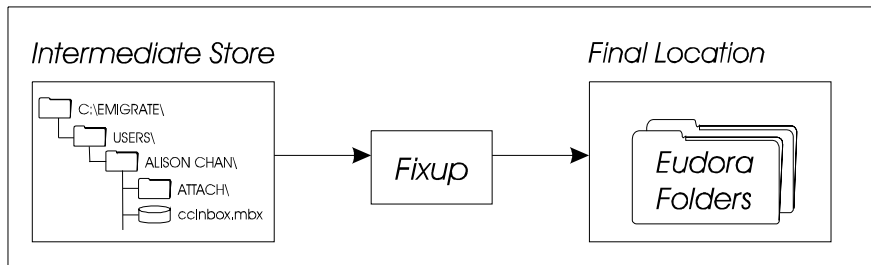 Intermediate Store
C:\EMIGRATE\
USERS\
ALISON CHAN\
ATTACH\
ccInbox.mbx
Fixup
Final Location
Eudora
Folders